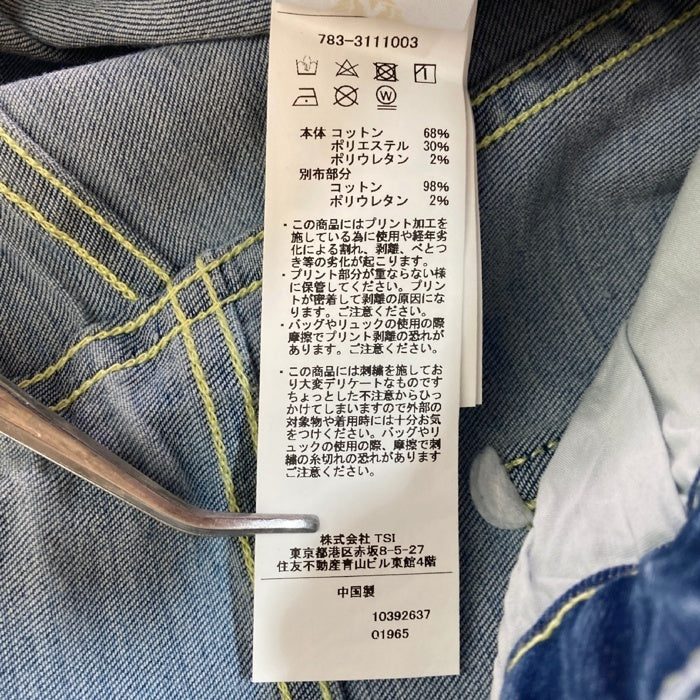 783-3111003
W
本体 コットン 68%
ポリエステル 30%
ポリウレタン 2%
別布部分
コットン 98%
ポリウレタン 2%
・この商品にはプリント加工を
施している為に使用や経年劣
化による割れ、剥離、べとつ
き等の劣化が起こります。
・プリント部分が重ならない様
に保管してください。プリン
トが密着して剥離の原因にな
ります。ご注意ください。
・バッグやリュックの使用の際
摩擦でプリント剥離の恐れが
あります。ご注意ください。
・この商品には刺繍を施してお
り大変デリケートなものです
ちょっとした不注意からひっ
かけてしまいますので外部の
対象物や着用時には十分お気
をつけください。バッグやリ
ュックの使用の際、摩擦で刺
繍の糸切れの恐れがあります
ご注意ください。
株式会社 TSI
東京都港区赤坂8-5-27
住友不動産青山ビル東館4階
中国製
10392637
01965